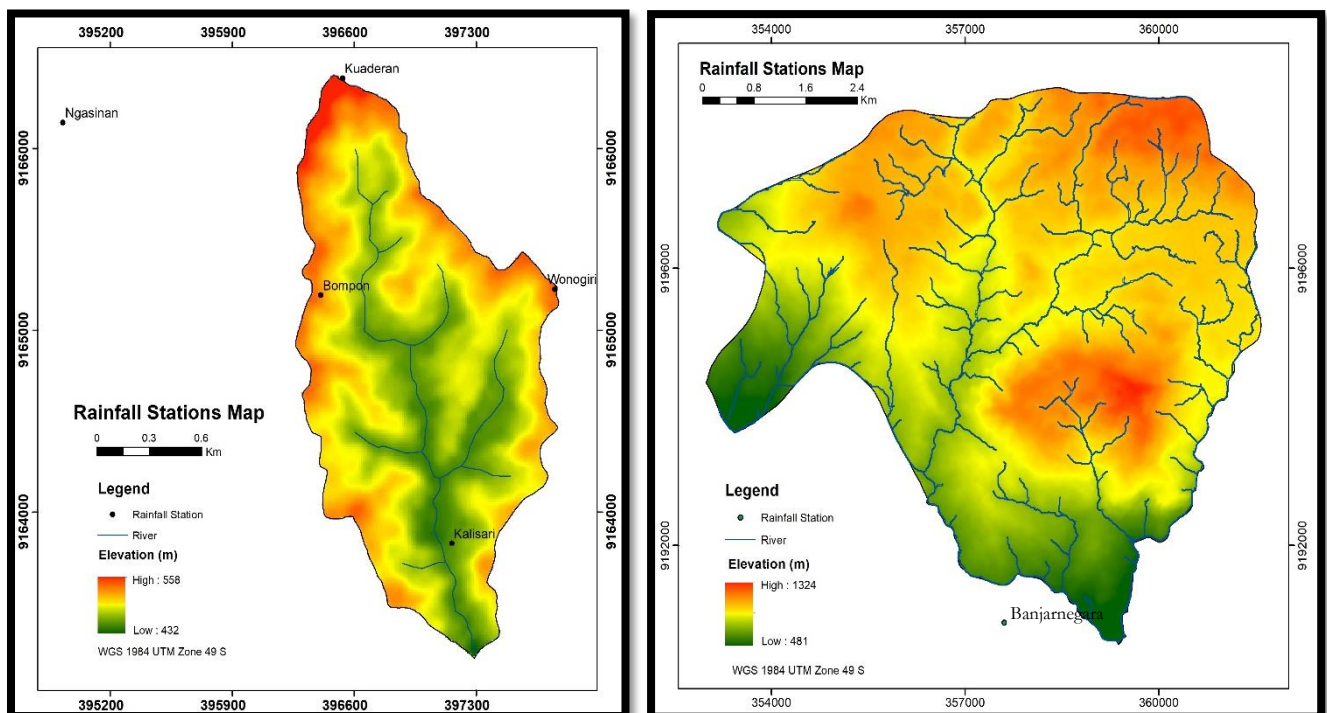 395200 395900 396600 397300
Kuaderan
Ngasinan
9166000 9166000
Wonogiri
Bompon
9165000 9165000
Rainfall Stations Map
0 0.3 0.6
Km
Legend
9164000 9164000
Rainfall Station
River
Kalisari
Elevation (m)
High : 558
Low : 432
WGS 1984 UTM Zone 49 S
395200 395900 396600 397300
354000 357000 360000
Rainfall Stations Map
0 0.8 1.6 2.4
Km
9196000 9196000
Legend
Rainfall Station
River
9192000 9192000
Elevation (m)
High : 1324
Banjarnegara
Low : 481
WGS 1984 UTM Zone 49 S
354000 357000 360000